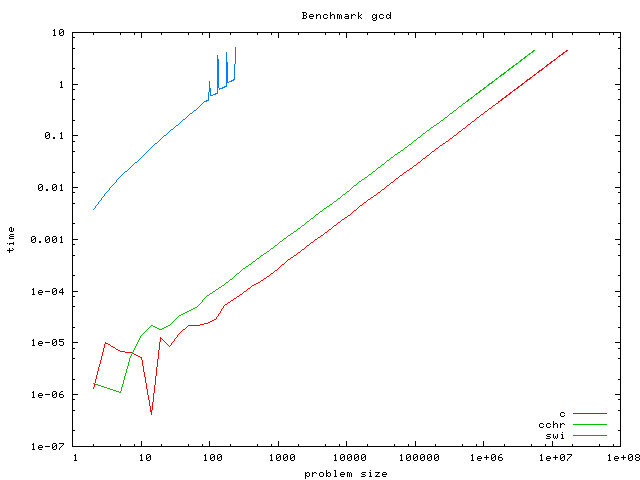 Benchmark gcd
10
1
0.1
0.01
0.001
1e-04
1e-05
1e-06
1e-07
time
c
cchr
swi
1 10 100 1000 10000 100000 1e+06 1e+07 1e+08
problem size